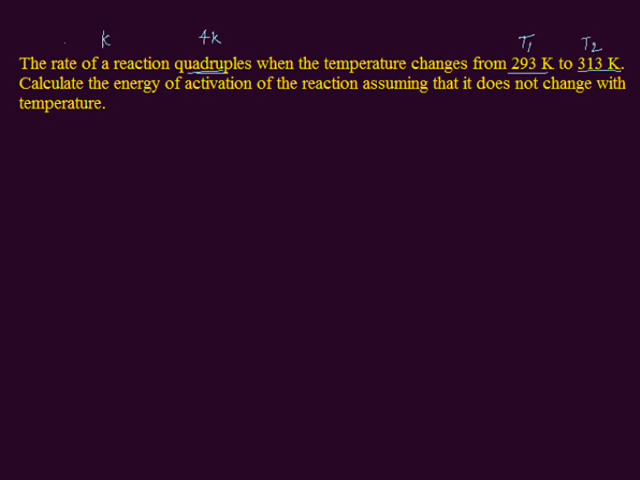 k 4k T1 T2
The rate of a reaction quadruples when the temperature changes from 293 K to 313 K.
Calculate the energy of activation of the reaction assuming that it does not change with
temperature.